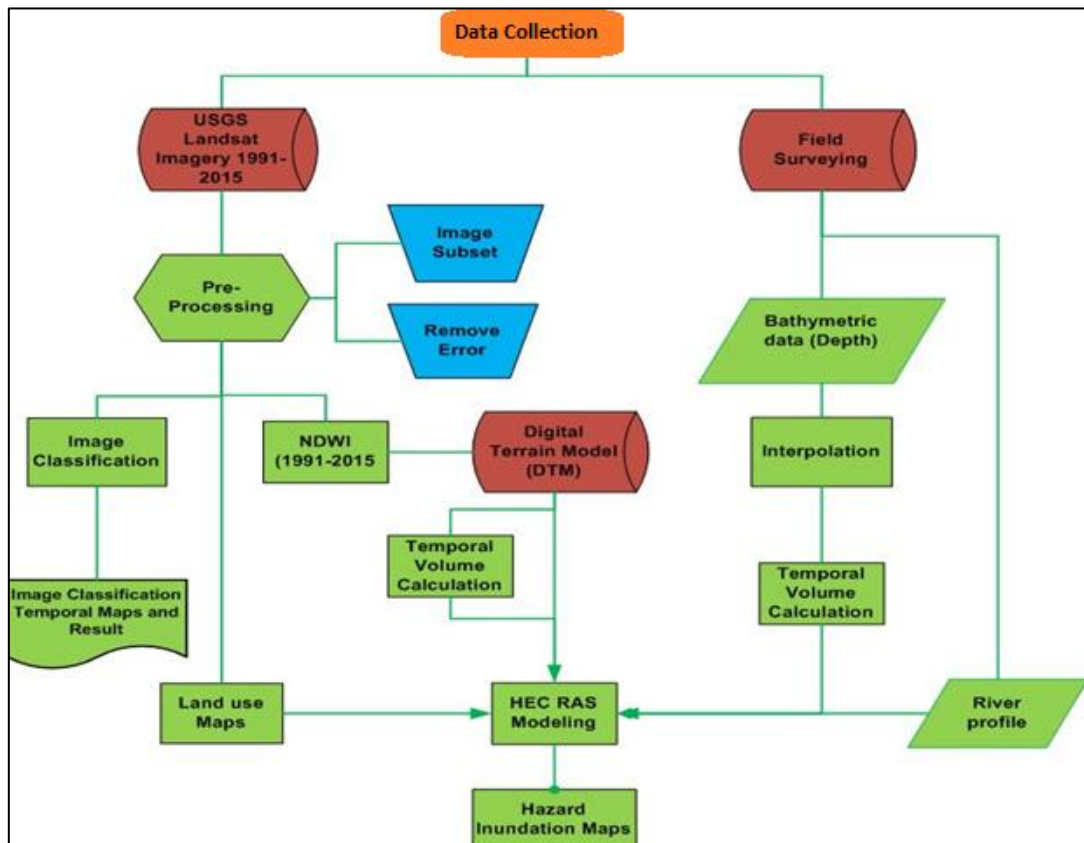 Data Collection
USGS
Landsat
Imagery 1991-
2015
Field
Surveying
Image
Subset
Pre-
Processing
Remove
Error
Bathymetric
data (Depth)
Image
Classification
NDWI
(1991-2015
Digital
Terrain Model
(DTM)
Interpolation
Temporal
Volume
Calculation
Temporal
Volume
Calculation
Image Classification
Temporal Maps and
Result
Land use
Maps
HEC RAS
Modeling
River
profile
Hazard
Inundation Maps